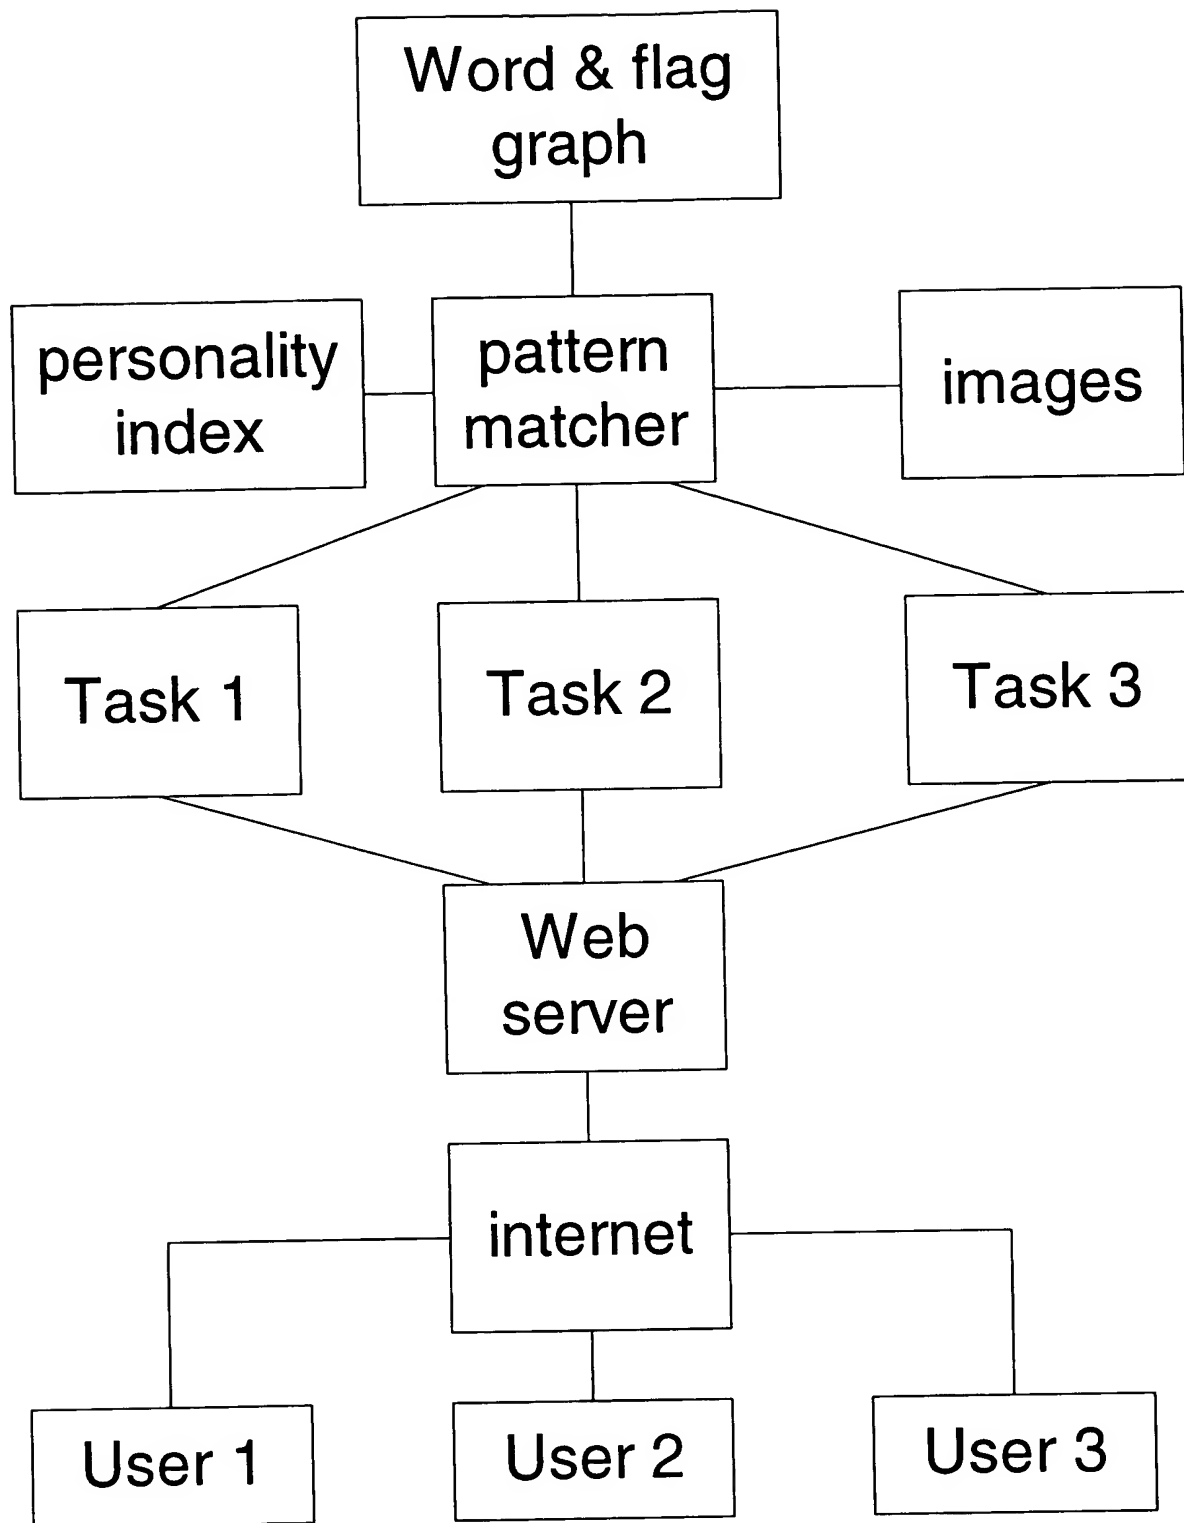 Word & flag
graph
personality
index
pattern
matcher
images
Task 1
Task 2
Task 3
Web
server
internet
User 1
User 2
User 3